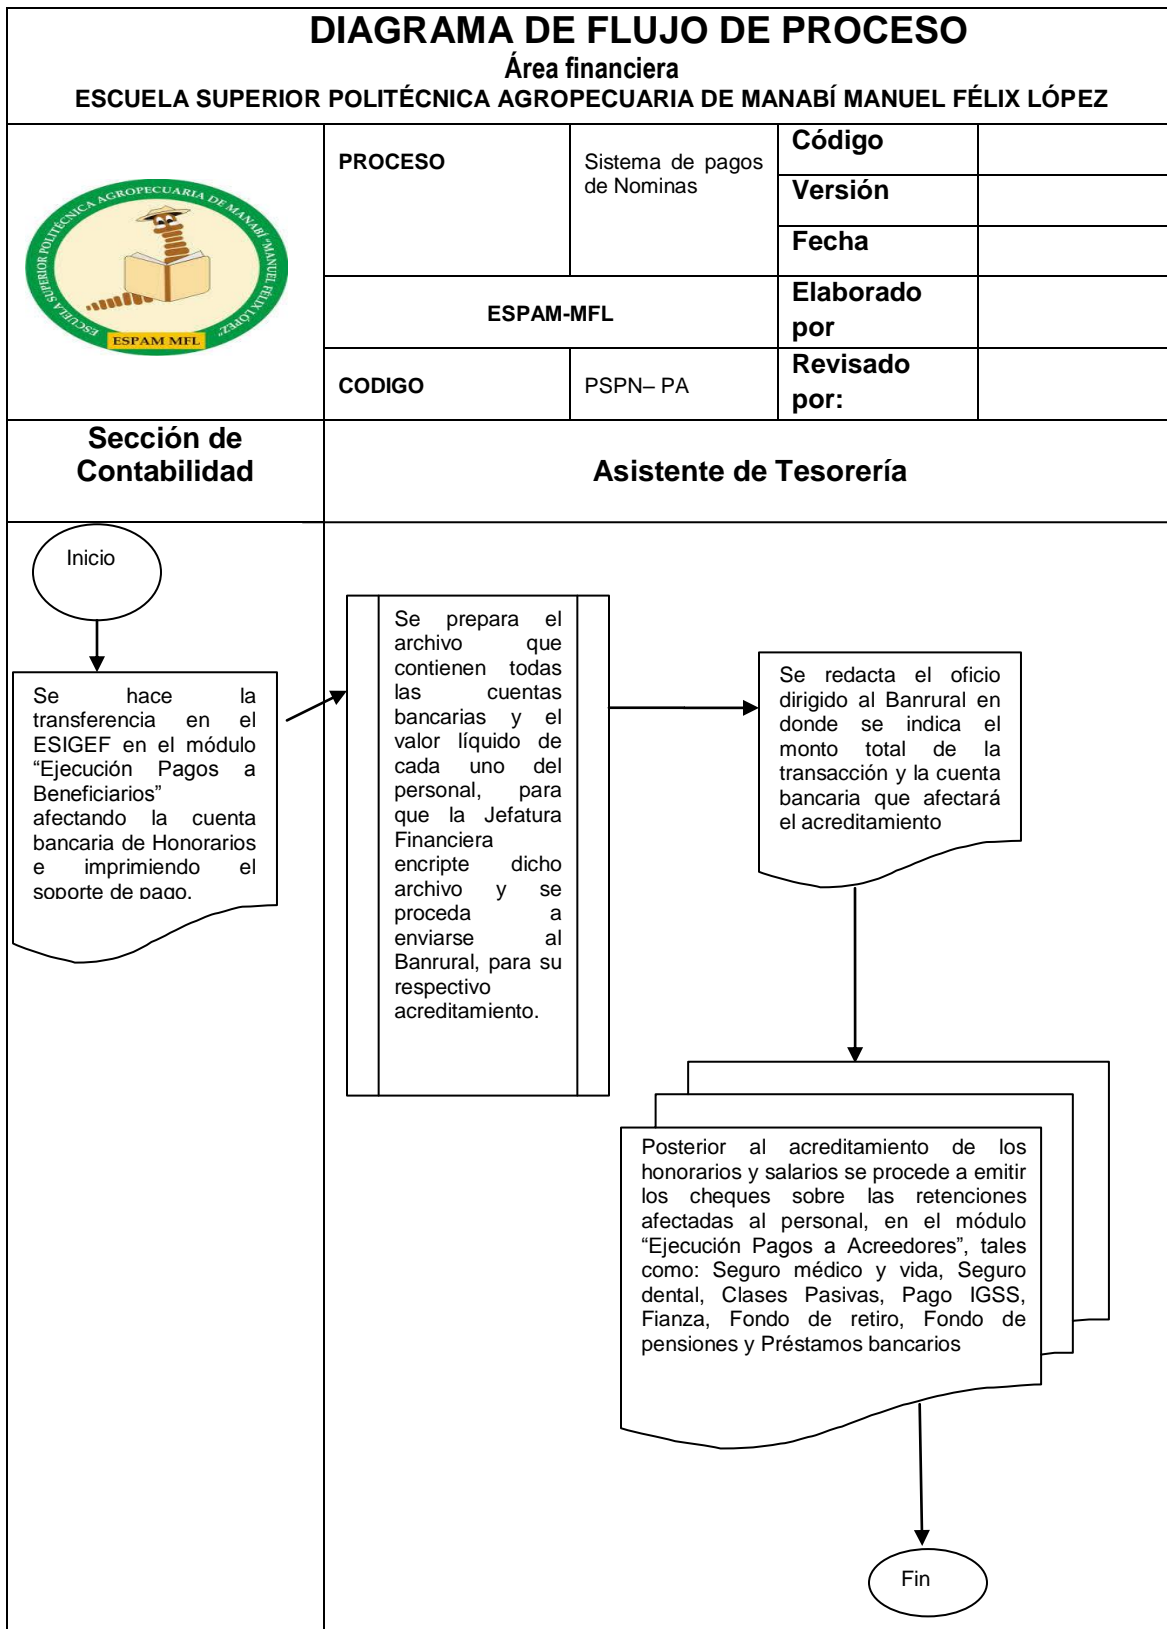 DIAGRAMA DE FLUJO DE PROCESO
Área financiera
ESCUELA SUPERIOR POLITÉCNICA AGROPECUARIA DE MANABÍ MANUEL FÉLIX LÓPEZ
ESCUELA SUPERIOR POLITÉCNICA AGROPECUARIA DE MANABÍ "MANUEL FÉLIX LÓPEZ"
ESPAM MFL
PROCESO
Sistema de pagos
de Nominas
Código
Versión
Fecha
ESPAM-MFL
Elaborado
por
CODIGO
PSPN– PA
Revisado
por:
Sección de
Contabilidad
Asistente de Tesorería
Inicio
Se hace la
transferencia en el
ESIGEF en el módulo
“Ejecución Pagos a
Beneficiarios”
afectando la cuenta
bancaria de Honorarios
e imprimiendo el
soporte de pago.
Se prepara el
archivo que
contienen todas
las cuentas
bancarias y el
valor líquido de
cada uno del
personal, para
que la Jefatura
Financiera
encripte dicho
archivo y se
proceda a
enviarse al
Banrural, para su
respectivo
acreditamiento.
Se redacta el oficio
dirigido al Banrural en
donde se indica el
monto total de la
transacción y la cuenta
bancaria que afectará
el acreditamiento
Posterior al acreditamiento de los
honorarios y salarios se procede a emitir
los cheques sobre las retenciones
afectadas al personal, en el módulo
“Ejecución Pagos a Acreedores”, tales
como: Seguro médico y vida, Seguro
dental, Clases Pasivas, Pago IGSS,
Fianza, Fondo de retiro, Fondo de
pensiones y Préstamos bancarios
Fin